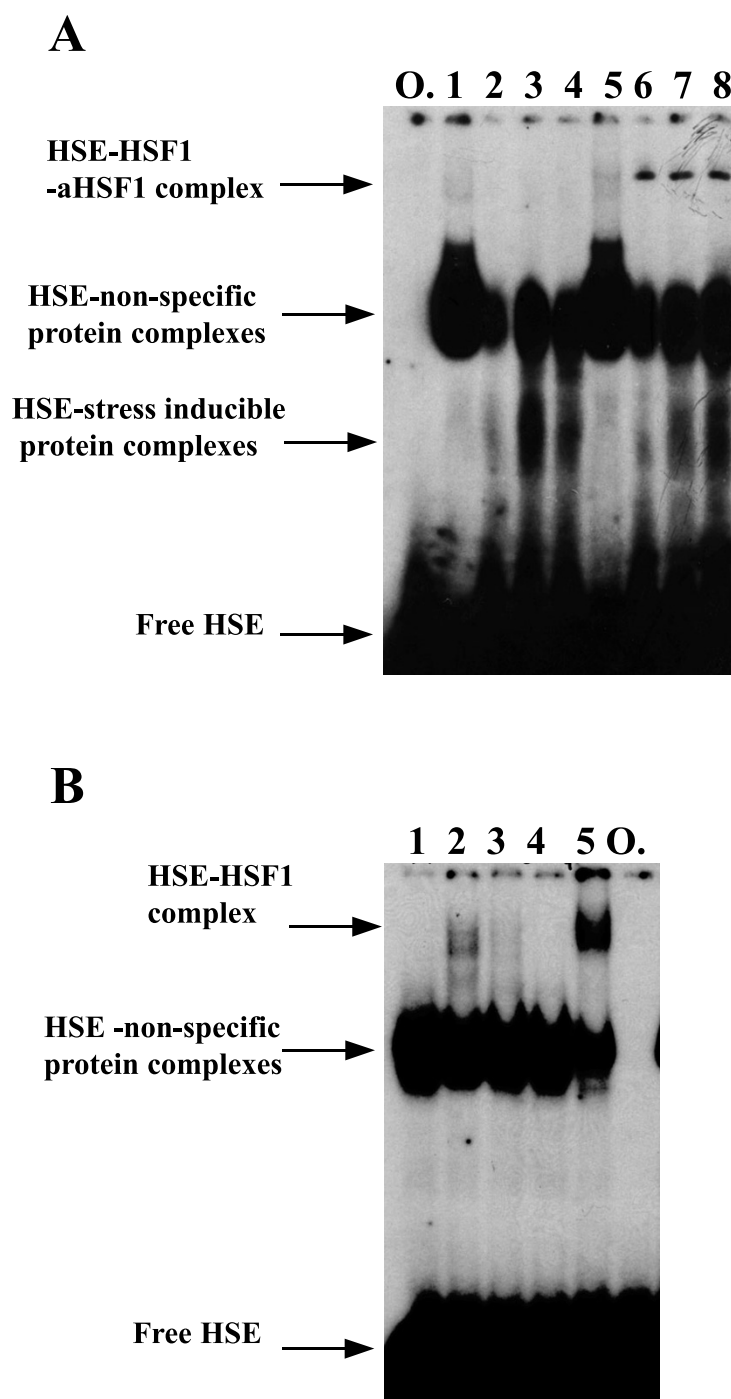 A
O. 1 2 3 4 5 6 7 8
HSE-HSF1
-aHSF1 complex
HSE-non-specific
protein complexes
HSE-stress inducible
protein complexes
Free HSE
B
1 2 3 4 5 O.
HSE-HSF1
complex
HSE -non-specific
protein complexes
Free HSE